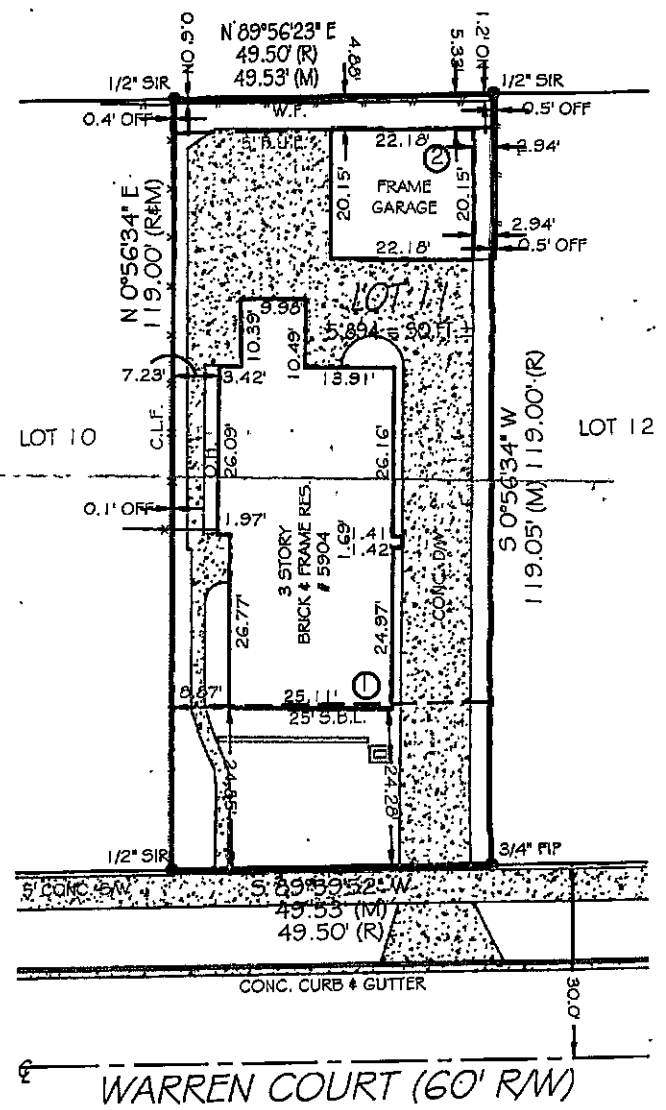 N 89°56'23" E
49.50' (R)
49.53' (M)
0.6' ON
4.88'
5.33'
1.2' ON
1/2" SIR
1/2" SIR
0.4' OFF
0.5' OFF
W.F.
5' B.U.E.
22.18'
2
2.94'
20.15'
FRAME
GARAGE
20.15'
22.18'
2.94'
0.5' OFF
N 0°56'34" E
119.00' (R&M)
LOT 11
5,894 ± SQ.FT.±
9.98'
10.39'
10.49'
7.23'
3.42'
13.91'
LOT 10
C.L.F.
O.H.
26.09'
26.16'
S 0°56'34" W
119.05' (M) 119.00' (R)
LOT 12
0.1' OFF
1.97'
3 STORY
BRICK & FRAME RES.
# 5904
1.69'
1.41
1.42'
CONC. D/W
26.77'
24.97'
8.87'
25.11'
1
25' S.B.L.
24.28'
1/2" SIR
3/4" FIP
5' CONC. S/W
S 89°59'52" W
49.53' (M)
49.50' (R)
CONC. CURB & GUTTER
30.0'
WARREN COURT (60' R/W)